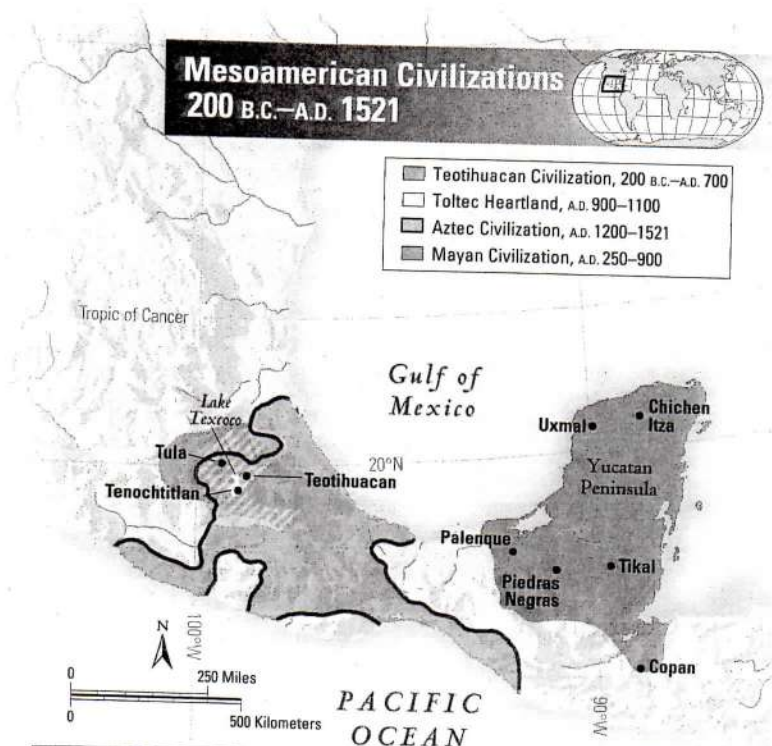 Mesoamerican Civilizations
200 B.C.–A.D. 1521
Teotihuacan Civilization, 200 B.C.–A.D. 700
Toltec Heartland, A.D. 900–1100
Aztec Civilization, A.D. 1200–1521
Mayan Civilization, A.D. 250–900
Tropic of Cancer
Gulf of
Mexico
Lake
Texcoco
Tula
Teotihuacan
Tenochtitlan
20°N
Uxmal
Chichen
Itza
Yucatan
Peninsula
Palenque
Piedras
Negras
Tikal
Copan
N
100°W
90°W
0
250 Miles
0
500 Kilometers
PACIFIC
OCEAN